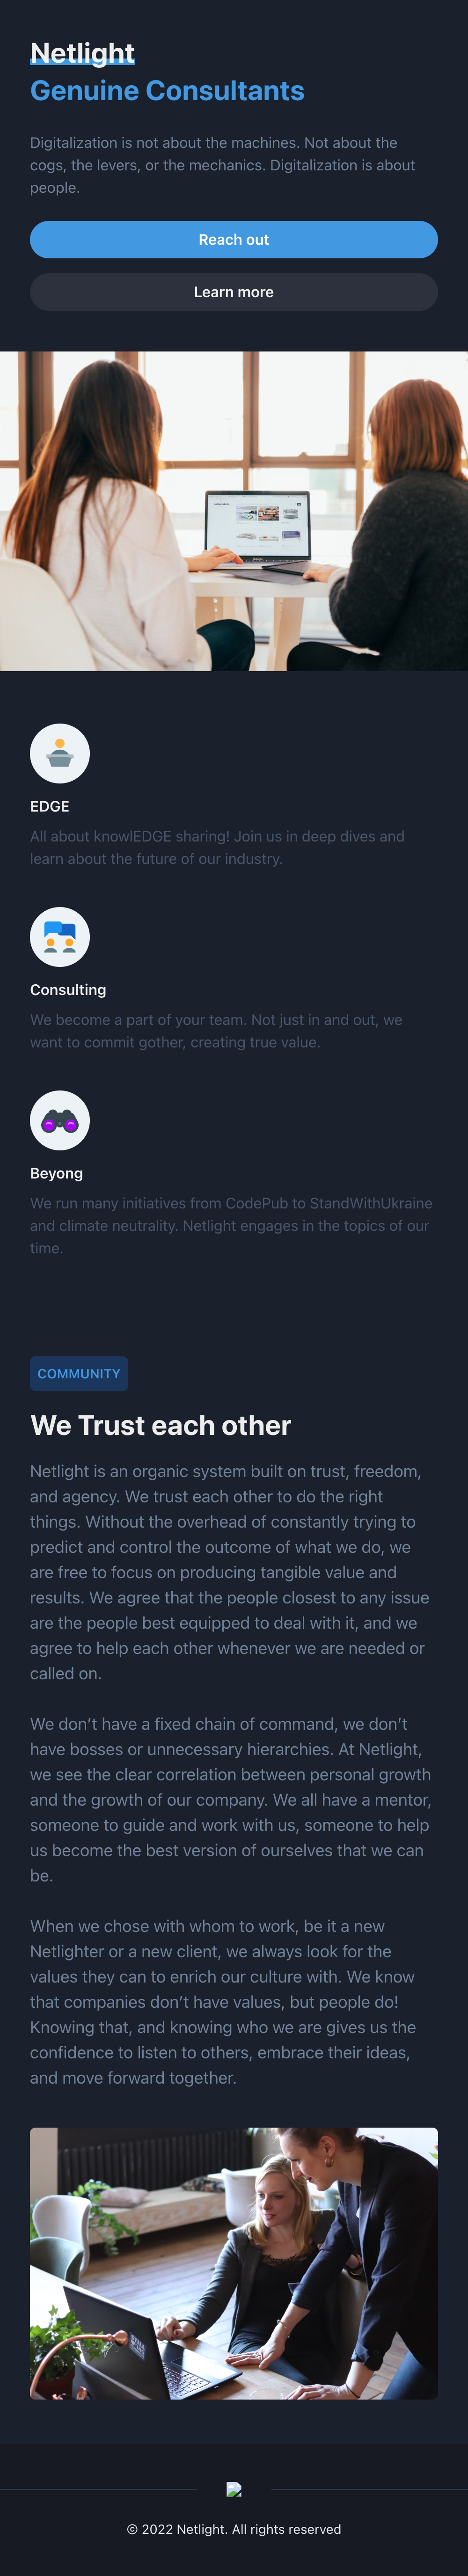 Netlight
Genuine Consultants
Digitalization is not about the machines. Not about the
cogs, the levers, or the mechanics. Digitalization is about
people.
Reach out
Learn more
EDGE
All about knowlEDGE sharing! Join us in deep dives and
learn about the future of our industry.
Consulting
We become a part of your team. Not just in and out, we
want to commit gother, creating true value.
Beyong
We run many initiatives from CodePub to StandWithUkraine
and climate neutrality. Netlight engages in the topics of our
time.
COMMUNITY
We Trust each other
Netlight is an organic system built on trust, freedom,
and agency. We trust each other to do the right
things. Without the overhead of constantly trying to
predict and control the outcome of what we do, we
are free to focus on producing tangible value and
results. We agree that the people closest to any issue
are the people best equipped to deal with it, and we
agree to help each other whenever we are needed or
called on.
We don’t have a fixed chain of command, we don’t
have bosses or unnecessary hierarchies. At Netlight,
we see the clear correlation between personal growth
and the growth of our company. We all have a mentor,
someone to guide and work with us, someone to help
us become the best version of ourselves that we can
be.
When we chose with whom to work, be it a new
Netlighter or a new client, we always look for the
values they can to enrich our culture with. We know
that companies don’t have values, but people do!
Knowing that, and knowing who we are gives us the
confidence to listen to others, embrace their ideas,
and move forward together.
© 2022 Netlight. All rights reserved